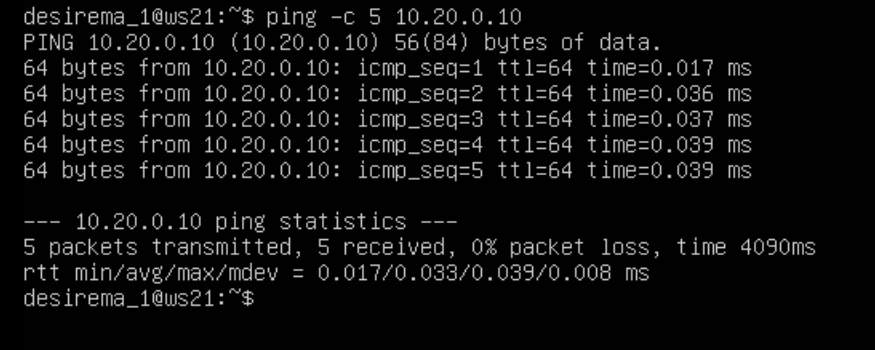 desirema_1@ws21:~$ ping -c 5 10.20.0.10
PING 10.20.0.10 (10.20.0.10) 56(84) bytes of data.
64 bytes from 10.20.0.10: icmp_seq=1 ttl=64 time=0.017 ms
64 bytes from 10.20.0.10: icmp_seq=2 ttl=64 time=0.036 ms
64 bytes from 10.20.0.10: icmp_seq=3 ttl=64 time=0.037 ms
64 bytes from 10.20.0.10: icmp_seq=4 ttl=64 time=0.039 ms
64 bytes from 10.20.0.10: icmp_seq=5 ttl=64 time=0.039 ms

--- 10.20.0.10 ping statistics ---
5 packets transmitted, 5 received, 0% packet loss, time 4090ms
rtt min/avg/max/mdev = 0.017/0.033/0.039/0.008 ms
desirema_1@ws21:~$